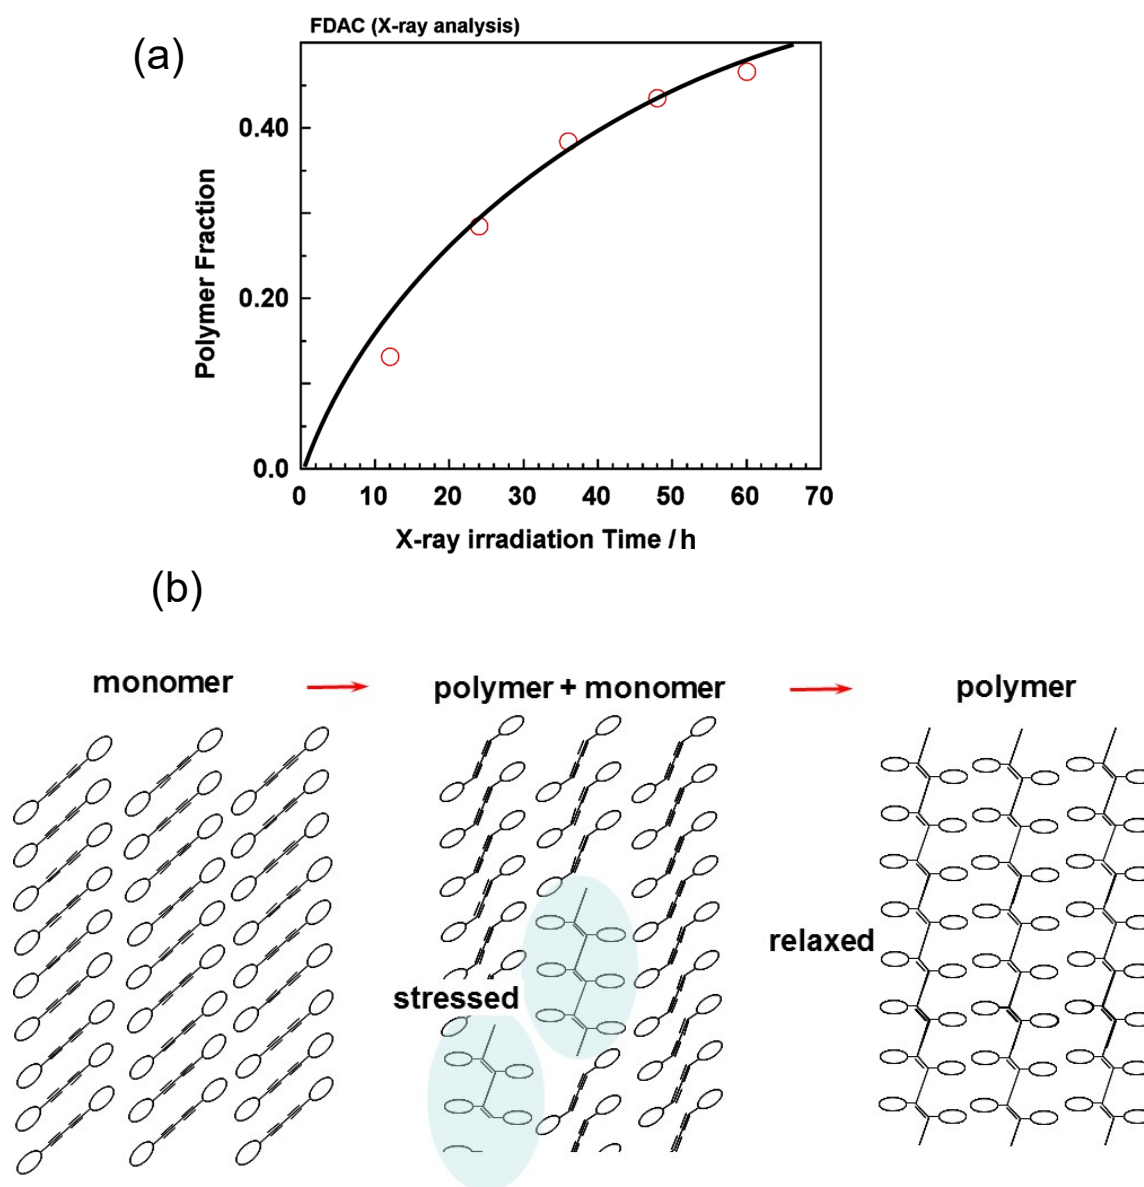 FDAC (X-ray analysis)
(a)
0.40
0.20
0.0
Polymer Fraction
0 10 20 30 40 50 60 70
X-ray irradiation Time / h
(b)
monomer polymer + monomer polymer
relaxed
stressed